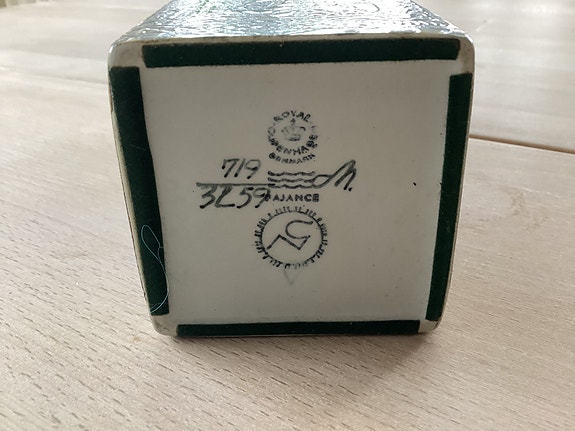 ROYAL
COPENHAGEN
DENMARK
719
3259
FAJANCE